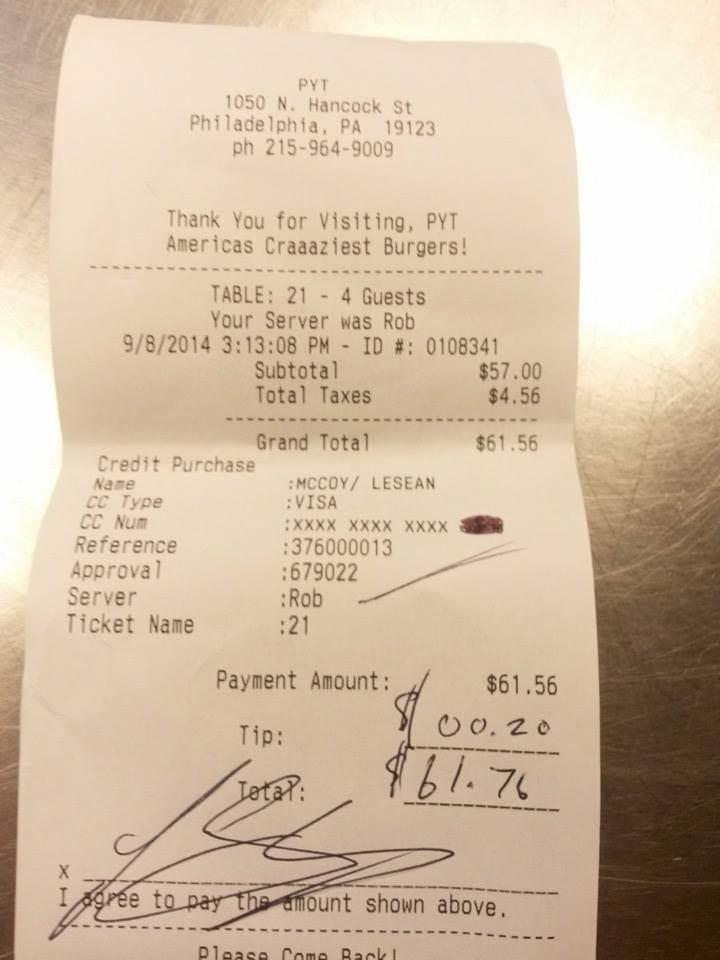 PYT
1050 N. Hancock St
Philadelphia, PA 19123
ph 215-964-9009
Thank You for Visiting, PYT
Americas Craaaziest Burgers!
TABLE: 21 - 4 Guests
Your Server was Rob
9/8/2014 3:13:08 PM - ID #: 0108341
Subtotal $57.00
Total Taxes $4.56
Grand Total $61.56
Credit Purchase
Name :MCCOY/ LESEAN
CC Type :VISA
CC Num :XXXX XXXX XXXX
Reference :376000013
Approval :679022
Server :Rob
Ticket Name :21
Payment Amount: $61.56
Tip: $ 00.20
Total: $61.76
X
I agree to pay the amount shown above.
Please Come Back!